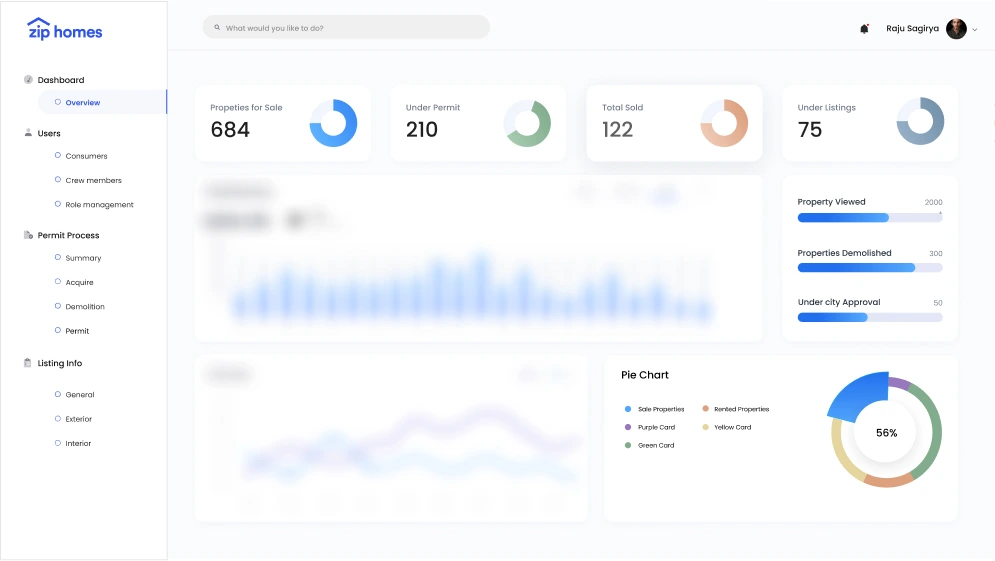 zip homes
What would you like to do?
Raju Sagirya
Dashboard
Overview
Users
Consumers
Crew members
Role management
Permit Process
Summary
Acquire
Demolition
Permit
Listing Info
General
Exterior
Interior
Propeties for Sale
684
Under Permit
210
Total Sold
122
Under Listings
75
Property Viewed
2000
Properties Demolished
300
Under city Approval
50
Pie Chart
Sale Properties
Rented Properties
Purple Card
Yellow Card
Green Card
56%